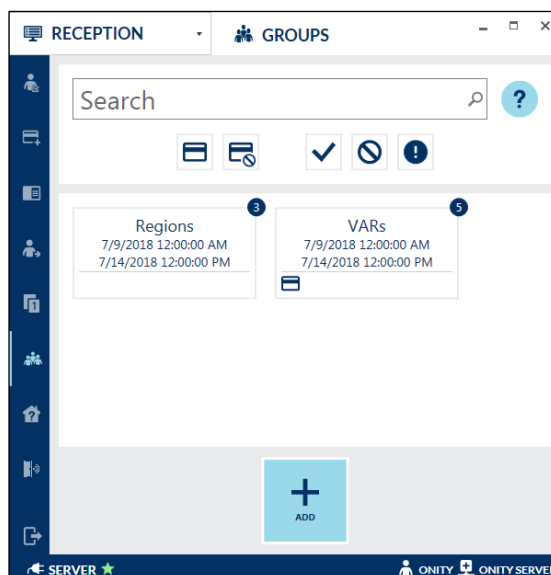 RECEPTION
GROUPS
Search
?
3
Regions
7/9/2018 12:00:00 AM
7/14/2018 12:00:00 PM
5
VARs
7/9/2018 12:00:00 AM
7/14/2018 12:00:00 PM
1
?
ADD
SERVER
ONITY
ONITY SERVER